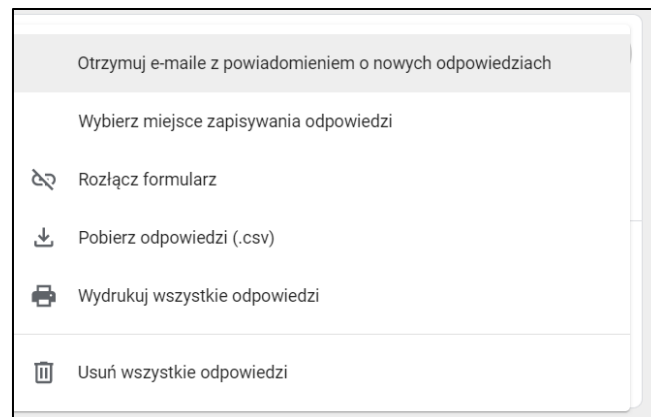 Otrzymuj e-maile z powiadomieniem o nowych odpowiedziach
Wybierz miejsce zapisywania odpowiedzi
Rozłącz formularz
Pobierz odpowiedzi (.csv)
Wydrukuj wszystkie odpowiedzi
Usuń wszystkie odpowiedzi